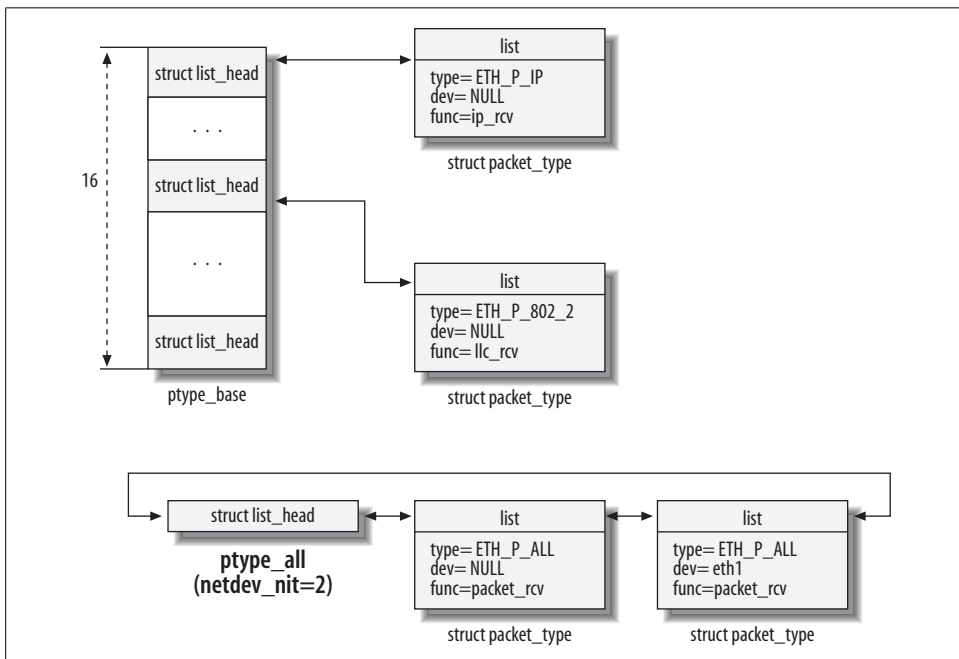 struct list_head
. . .
struct list_head
. . .
struct list_head
16
ptype_base
list
type= ETH_P_IP
dev= NULL
func=ip_rcv
struct packet_type
list
type= ETH_P_802_2
dev= NULL
func= llc_rcv
struct packet_type
struct list_head
ptype_all
(netdev_nit=2)
list
type= ETH_P_ALL
dev= NULL
func=packet_rcv
struct packet_type
list
type= ETH_P_ALL
dev= eth1
func=packet_rcv
struct packet_type